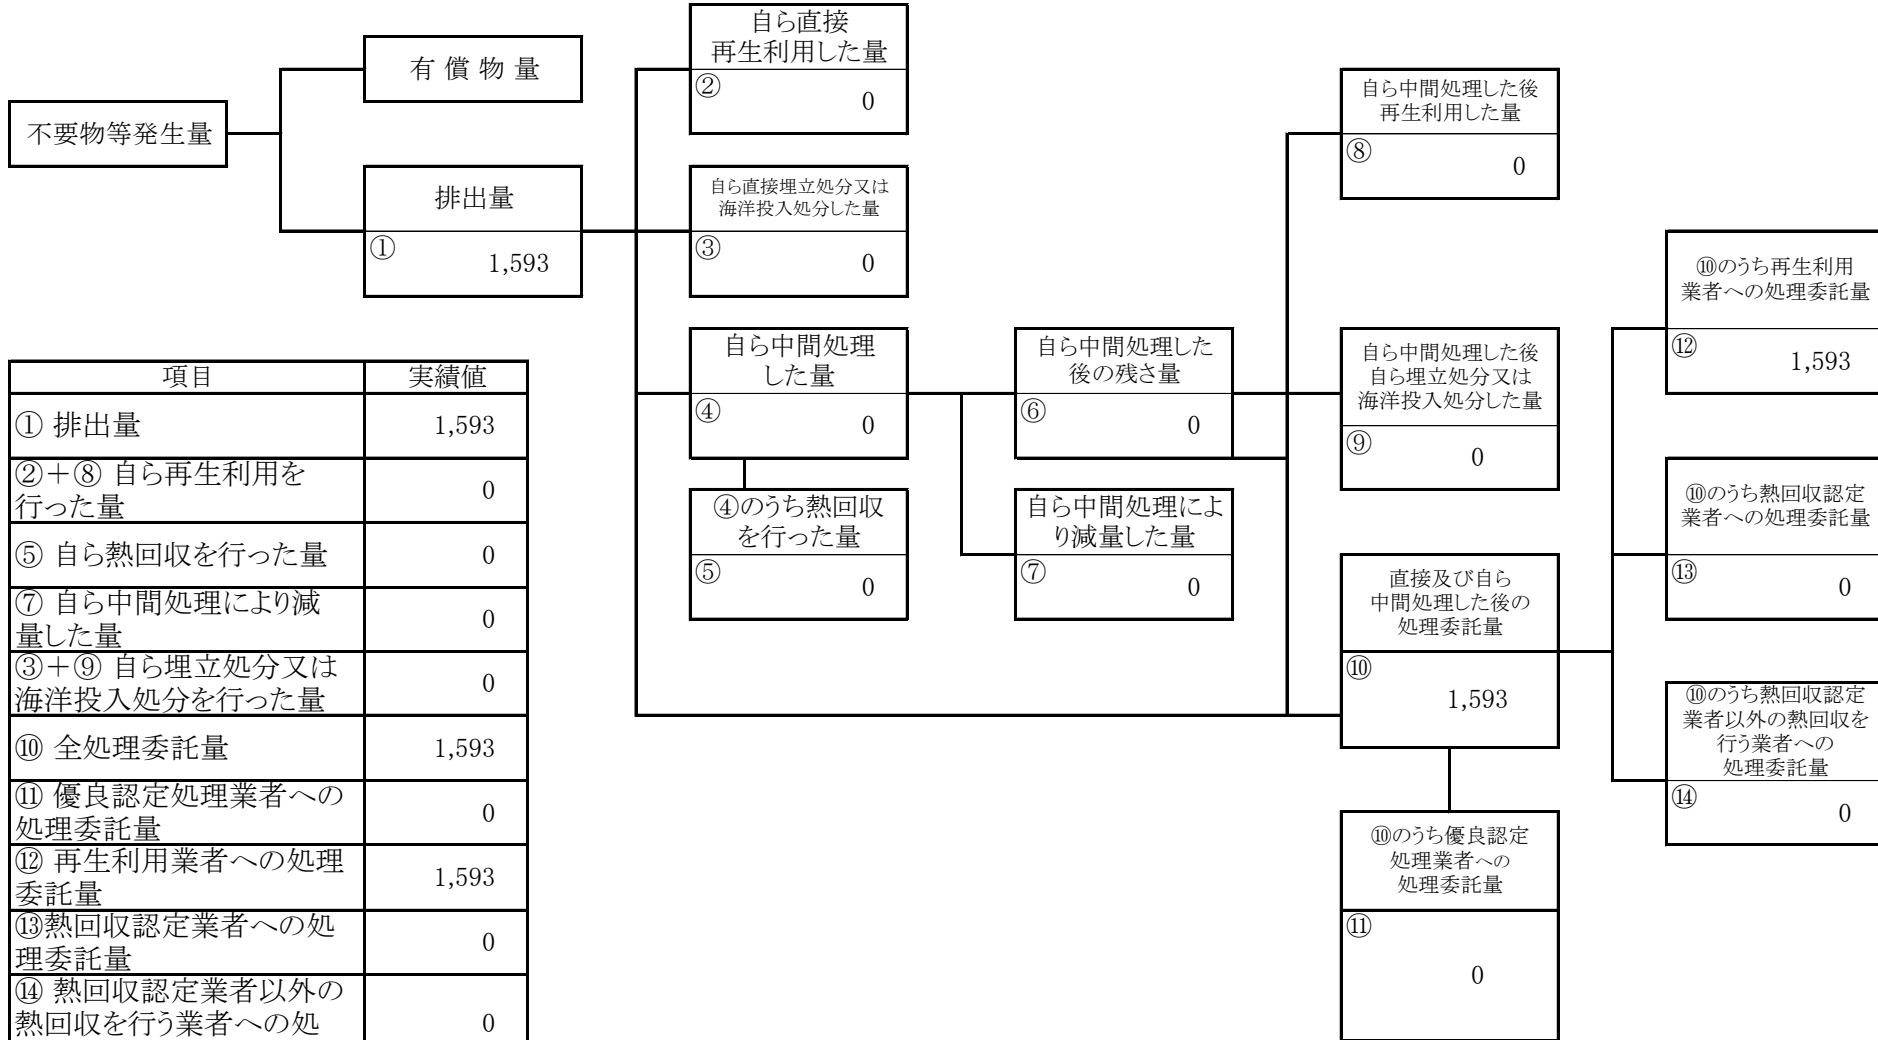 不要物等発生量
有 償 物 量
排出量
①
1,593
自ら直接
再生利用した量
②
0
自ら直接埋立処分又は
海洋投入処分した量
③
0
自ら中間処理
した量
④
0
④のうち熱回収
を行った量
⑤
0
自ら中間処理した
後の残さ量
⑥
0
自ら中間処理によ
り減量した量
⑦
0
自ら中間処理した後
再生利用した量
⑧
0
自ら中間処理した後
自ら埋立処分又は
海洋投入処分した量
⑨
0
直接及び自ら
中間処理した後の
処理委託量
⑩
1,593
⑩のうち優良認定
処理業者への
処理委託量
⑪
0
⑩のうち再生利用
業者への処理委託量
⑫
1,593
⑩のうち熱回収認定
業者への処理委託量
⑬
0
⑩のうち熱回収認定
業者以外の熱回収を
行う業者への
処理委託量
⑭
0
項目 実績値
① 排出量 1,593
②＋⑧ 自ら再生利用を
行った量 0
⑤ 自ら熱回収を行った量 0
⑦ 自ら中間処理により減
量した量 0
③＋⑨ 自ら埋立処分又は
海洋投入処分を行った量 0
⑩ 全処理委託量 1,593
⑪ 優良認定処理業者への
処理委託量 0
⑫ 再生利用業者への処理
委託量 1,593
⑬熱回収認定業者への処
理委託量 0
⑭ 熱回収認定業者以外の
熱回収を行う業者への処 0